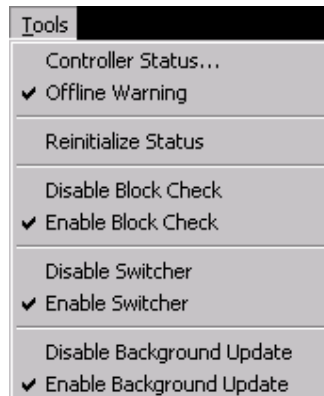 Tools
Controller Status...
Offline Warning
Reinitialize Status
Disable Block Check
Enable Block Check
Disable Switcher
Enable Switcher
Disable Background Update
Enable Background Update